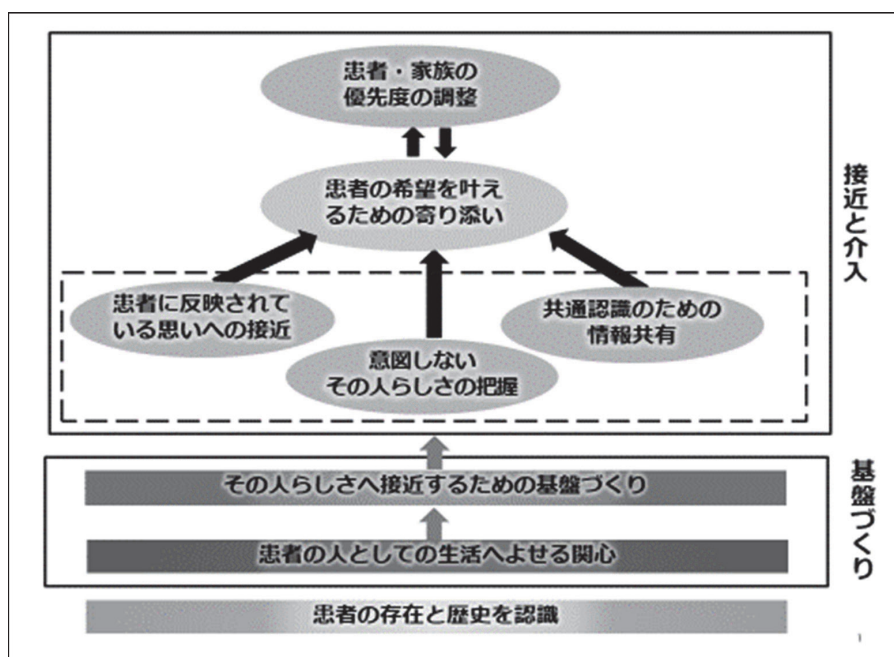 患者・家族の
優先度の調整
患者の希望を叶え
るための寄り添い
患者に反映されて
いる思いへの接近
共通認識のための
情報共有
意図しない
その人らしさの把握
接近と介入
その人らしさへ接近するための基盤づくり
患者の人としての生活へよせる関心
基盤づくり
患者の存在と歴史を認識
1